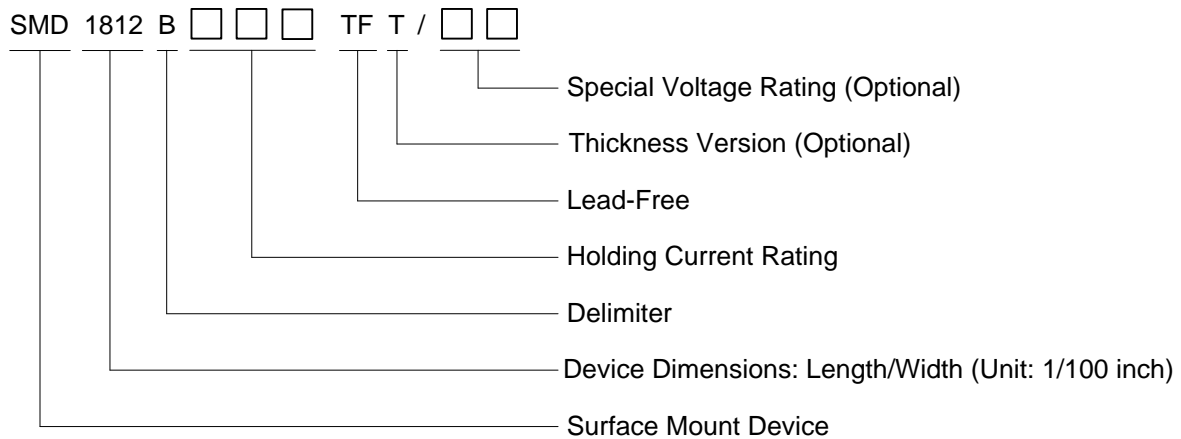 SMD 1812 B □ □ □ TF T / □ □
Special Voltage Rating (Optional)
Thickness Version (Optional)
Lead-Free
Holding Current Rating
Delimiter
Device Dimensions: Length/Width (Unit: 1/100 inch)
Surface Mount Device